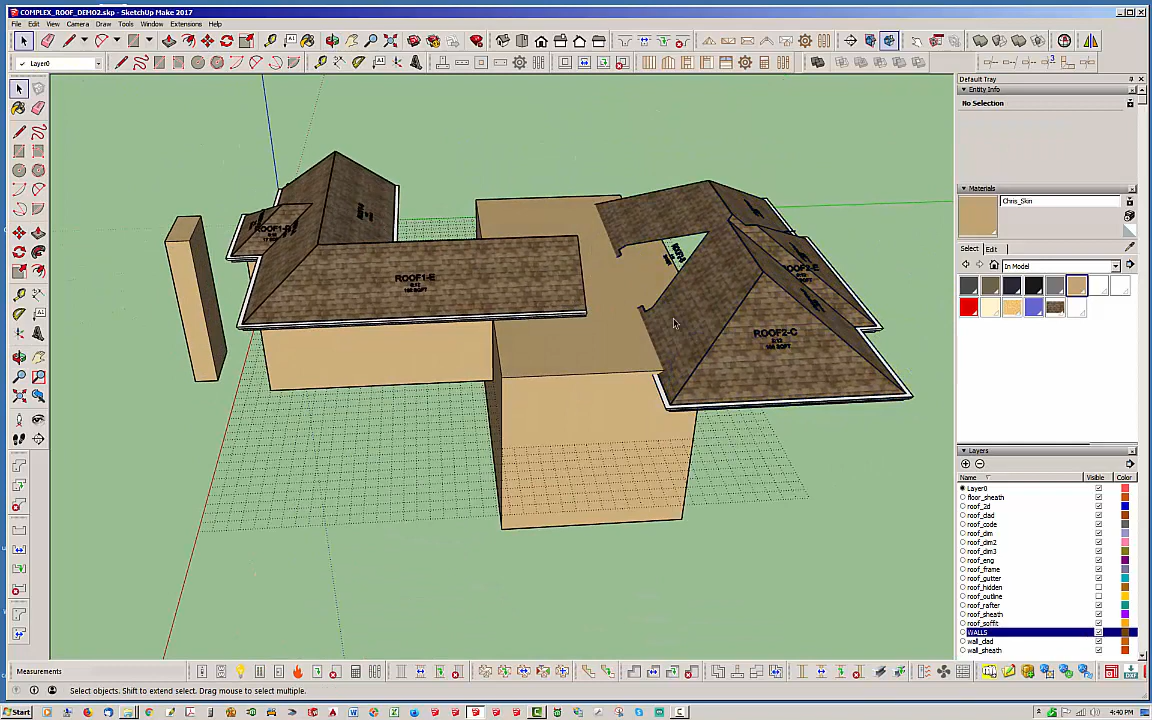 COMPLEX_ROOF_DEMO2.skp - SketchUp Make 2017
File Edit View Camera Draw Tools Window Extensions Help
Layer0
Default Tray
Entity Info
No Selection
Materials
Chris_Skin
Select Edit
In Model
Layers
Name Visible Color
Layer0
floor_sheath
roof_2d
roof_clad
roof_code
roof_dim
roof_dim2
roof_dim3
roof_eng
roof_frame
roof_gutter
roof_hidden
roof_outline
roof_rafter
roof_sheath
roof_soffit
WALLS
wall_clad
wall_sheath
ROOF1-E
ROOF2-E
ROOF2-C
Measurements
Select objects. Shift to extend select. Drag mouse to select multiple.
Start
4:40 PM